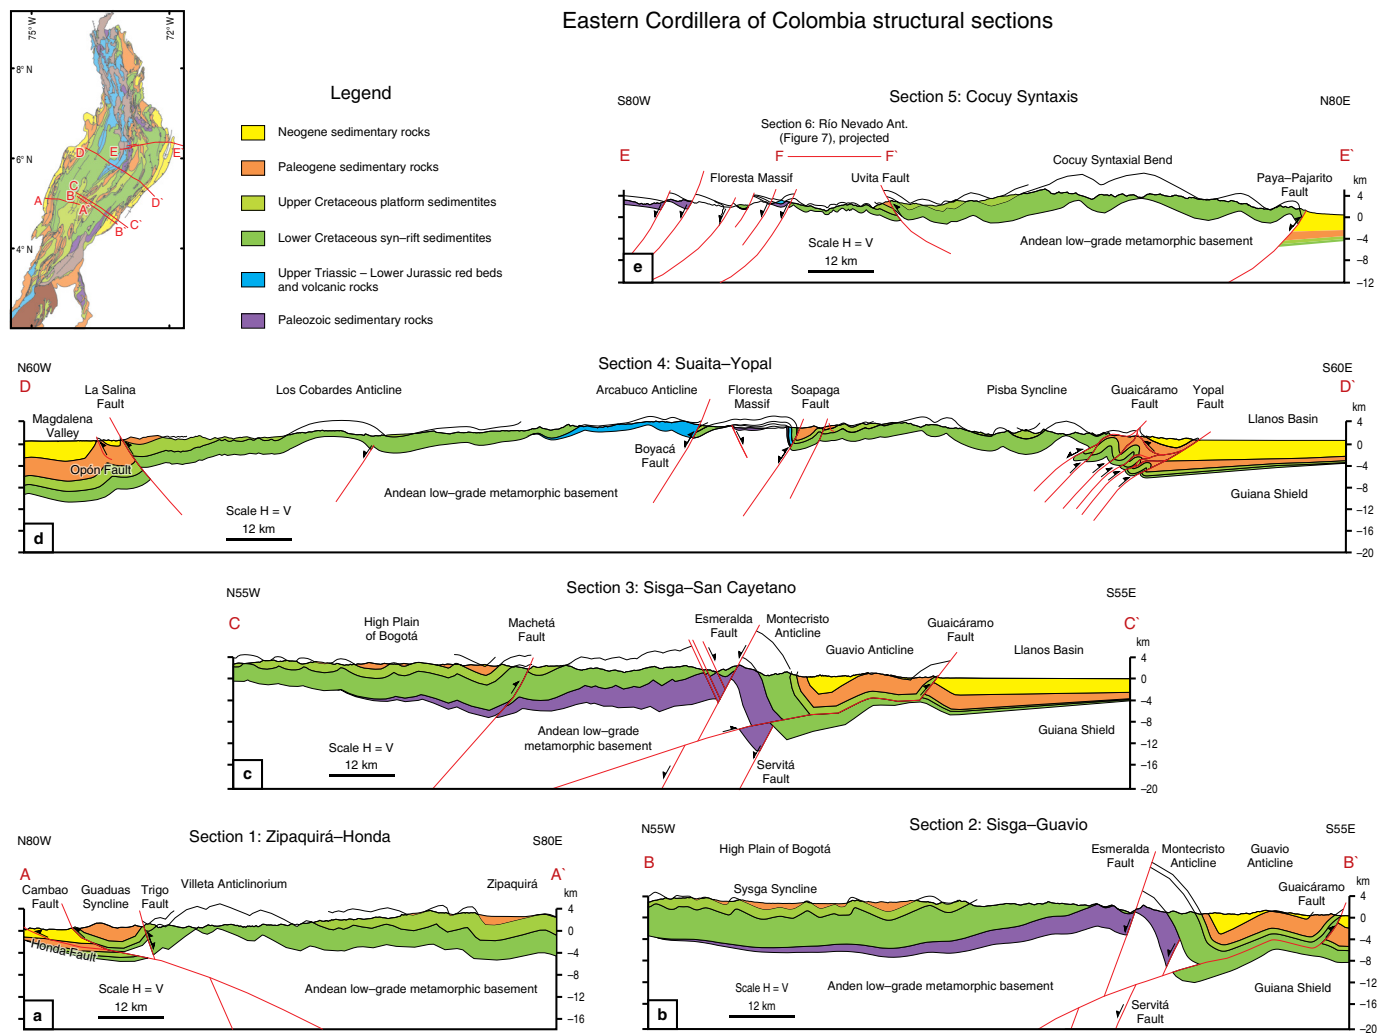 Eastern Cordillera of Colombia structural sections
75° W
72° W
8° N
6° N
4° N
A
A`
B
B`
C
C`
D
D`
E
E`
Legend
Neogene sedimentary rocks
Paleogene sedimentary rocks
Upper Cretaceous platform sedimentites
Lower Cretaceous syn–rift sedimentites
Upper Triassic – Lower Jurassic red beds
and volcanic rocks
Paleozoic sedimentary rocks
S80W
Section 5: Cocuy Syntaxis
N80E
Section 6: Río Nevado Ant.
(Figure 7), projected
E
F
F`
E`
Cocuy Syntaxial Bend
Floresta Massif
Uvita Fault
Paya–Pajarito
Fault
km
4
0
−4
−12
Scale H = V
12 km
Andean low–grade metamorphic basement
e
N60W
Section 4: Suaita–Yopal
S60E
D
D`
La Salina
Fault
Los Cobardes Anticline
Arcabuco Anticline
Floresta
Massif
Soapaga
Fault
Pisba Syncline
Guaicáramo
Fault
Yopal
Fault
Llanos Basin
Magdalena
Valley
Opón Fault
Boyacá
Fault
Andean low–grade metamorphic basement
Guiana Shield
Scale H = V
12 km
km
4
0
−4
−8
−12
−16
−20
d
N55W
Section 3: Sisga–San Cayetano
S55E
C
C`
High Plain
of Bogotá
Machetá
Fault
Esmeralda
Fault
Montecristo
Anticline
Guavio Anticline
Guaicáramo
Fault
Llanos Basin
km
4
0
−4
−8
−12
−16
−20
Andean low–grade
metamorphic basement
Guiana Shield
Scale H = V
12 km
Servitá
Fault
c
N80W
Section 1: Zipaquirá–Honda
S80E
A
A`
Cambao
Fault
Guaduas
Syncline
Trigo
Fault
Villeta Anticlinorium
Zipaquirá
km
4
0
−4
−8
−12
−16
Honda Fault
Scale H = V
12 km
Andean low–grade metamorphic basement
a
N55W
Section 2: Sisga–Guavio
S55E
B
B`
High Plain of Bogotá
Sysga Syncline
Esmeralda
Fault
Montecristo
Anticline
Guavio
Anticline
Guaicáramo
Fault
km
4
0
−4
−8
−12
−16
−20
Scale H = V
12 km
Anden low–grade metamorphic basement
Servitá
Fault
Guiana Shield
b